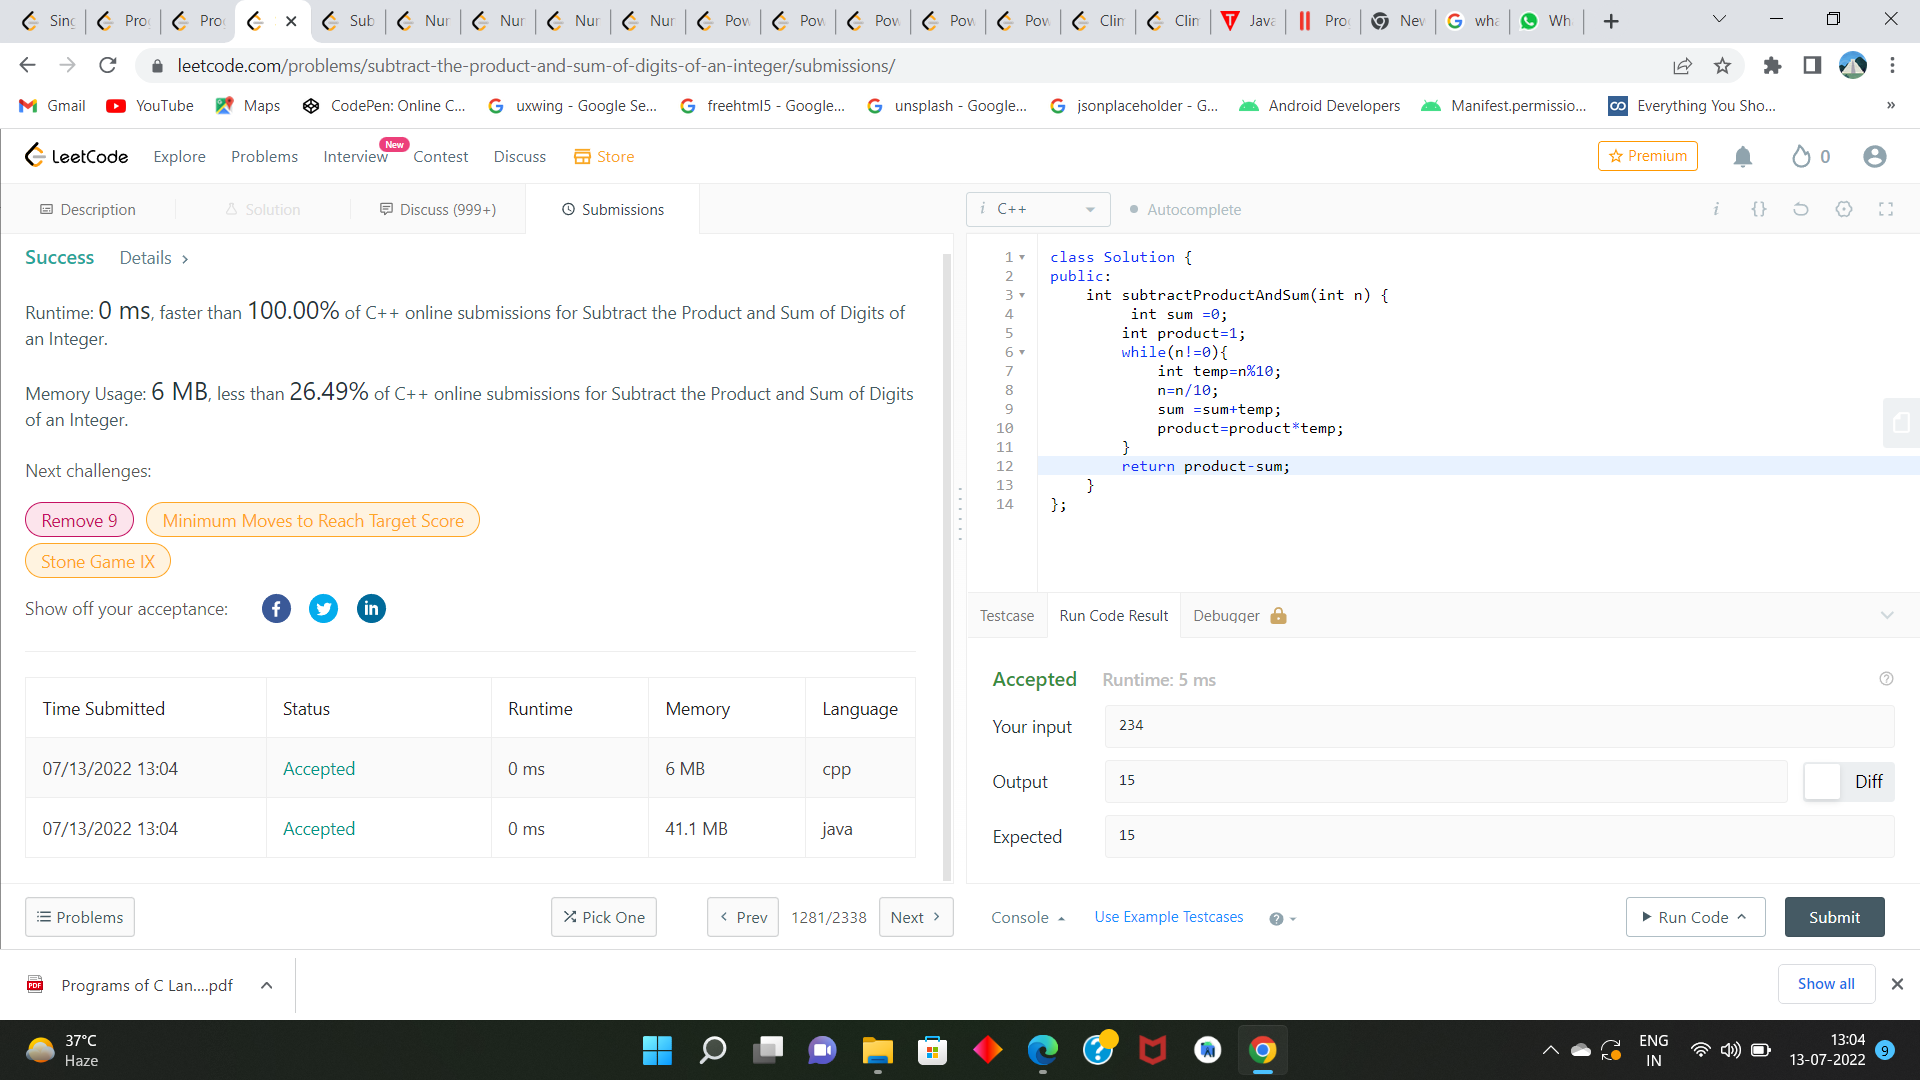 Sing
Prog
Prog
Sub
Num
Num
Num
Num
Pow
Pow
Pow
Pow
Pow
Clim
Clim
Java
Prog
New
wha
Wha
leetcode.com/problems/subtract-the-product-and-sum-of-digits-of-an-integer/submissions/
Gmail YouTube Maps CodePen: Online C... uxwing - Google Se... freehtml5 - Google... unsplash - Google... jsonplaceholder - G... Android Developers Manifest.permissio... Everything You Sho... »
LeetCode Explore Problems Interview New Contest Discuss Store Premium 0
Description Solution Discuss (999+) Submissions
Success Details >
Runtime: 0 ms, faster than 100.00% of C++ online submissions for Subtract the Product and Sum of Digits of
an Integer.
Memory Usage: 6 MB, less than 26.49% of C++ online submissions for Subtract the Product and Sum of Digits
of an Integer.
Next challenges:
Remove 9 Minimum Moves to Reach Target Score
Stone Game IX
Show off your acceptance:
Time Submitted Status Runtime Memory Language
07/13/2022 13:04 Accepted 0 ms 6 MB cpp
07/13/2022 13:04 Accepted 0 ms 41.1 MB java
Problems Pick One < Prev 1281/2338 Next >
i C++ Autocomplete i {}
1 class Solution {
2 public:
3 int subtractProductAndSum(int n) {
4 int sum =0;
5 int product=1;
6 while(n!=0){
7 int temp=n%10;
8 n=n/10;
9 sum =sum+temp;
10 product=product*temp;
11 }
12 return product-sum;
13 }
14 };
Testcase Run Code Result Debugger
Accepted Runtime: 5 ms
Your input 234
Output 15 Diff
Expected 15
Console Use Example Testcases Run Code Submit
PDF Programs of C Lan....pdf Show all
37°C
Haze
ENG
IN
13:04
13-07-2022
9